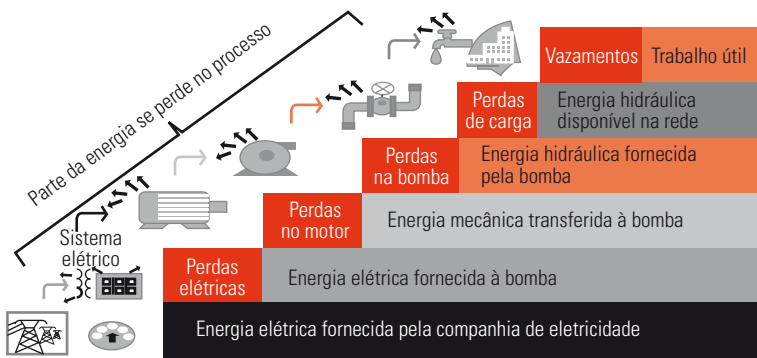 Parte da energia se perde no processo
Vazamentos
Trabalho útil
Perdas
de carga
Energia hidráulica
disponível na rede
Perdas
na bomba
Energia hidráulica fornecida
pela bomba
Perdas
no motor
Energia mecânica transferida à bomba
Sistema
elétrico
Perdas
elétricas
Energia elétrica fornecida à bomba
Energia elétrica fornecida pela companhia de eletricidade